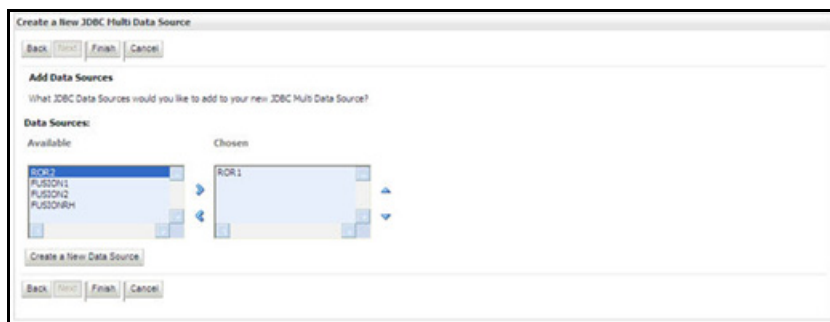 Create a New JDBC Multi Data Source
Back Next Finish Cancel
Add Data Sources
What JDBC Data Sources would you like to add to your new JDBC Multi Data Source?
Data Sources:
Available Chosen
ROR2 ROR1
FUSION1
FUSION2
FUSIONRH
Create a New Data Source
Back Next Finish Cancel